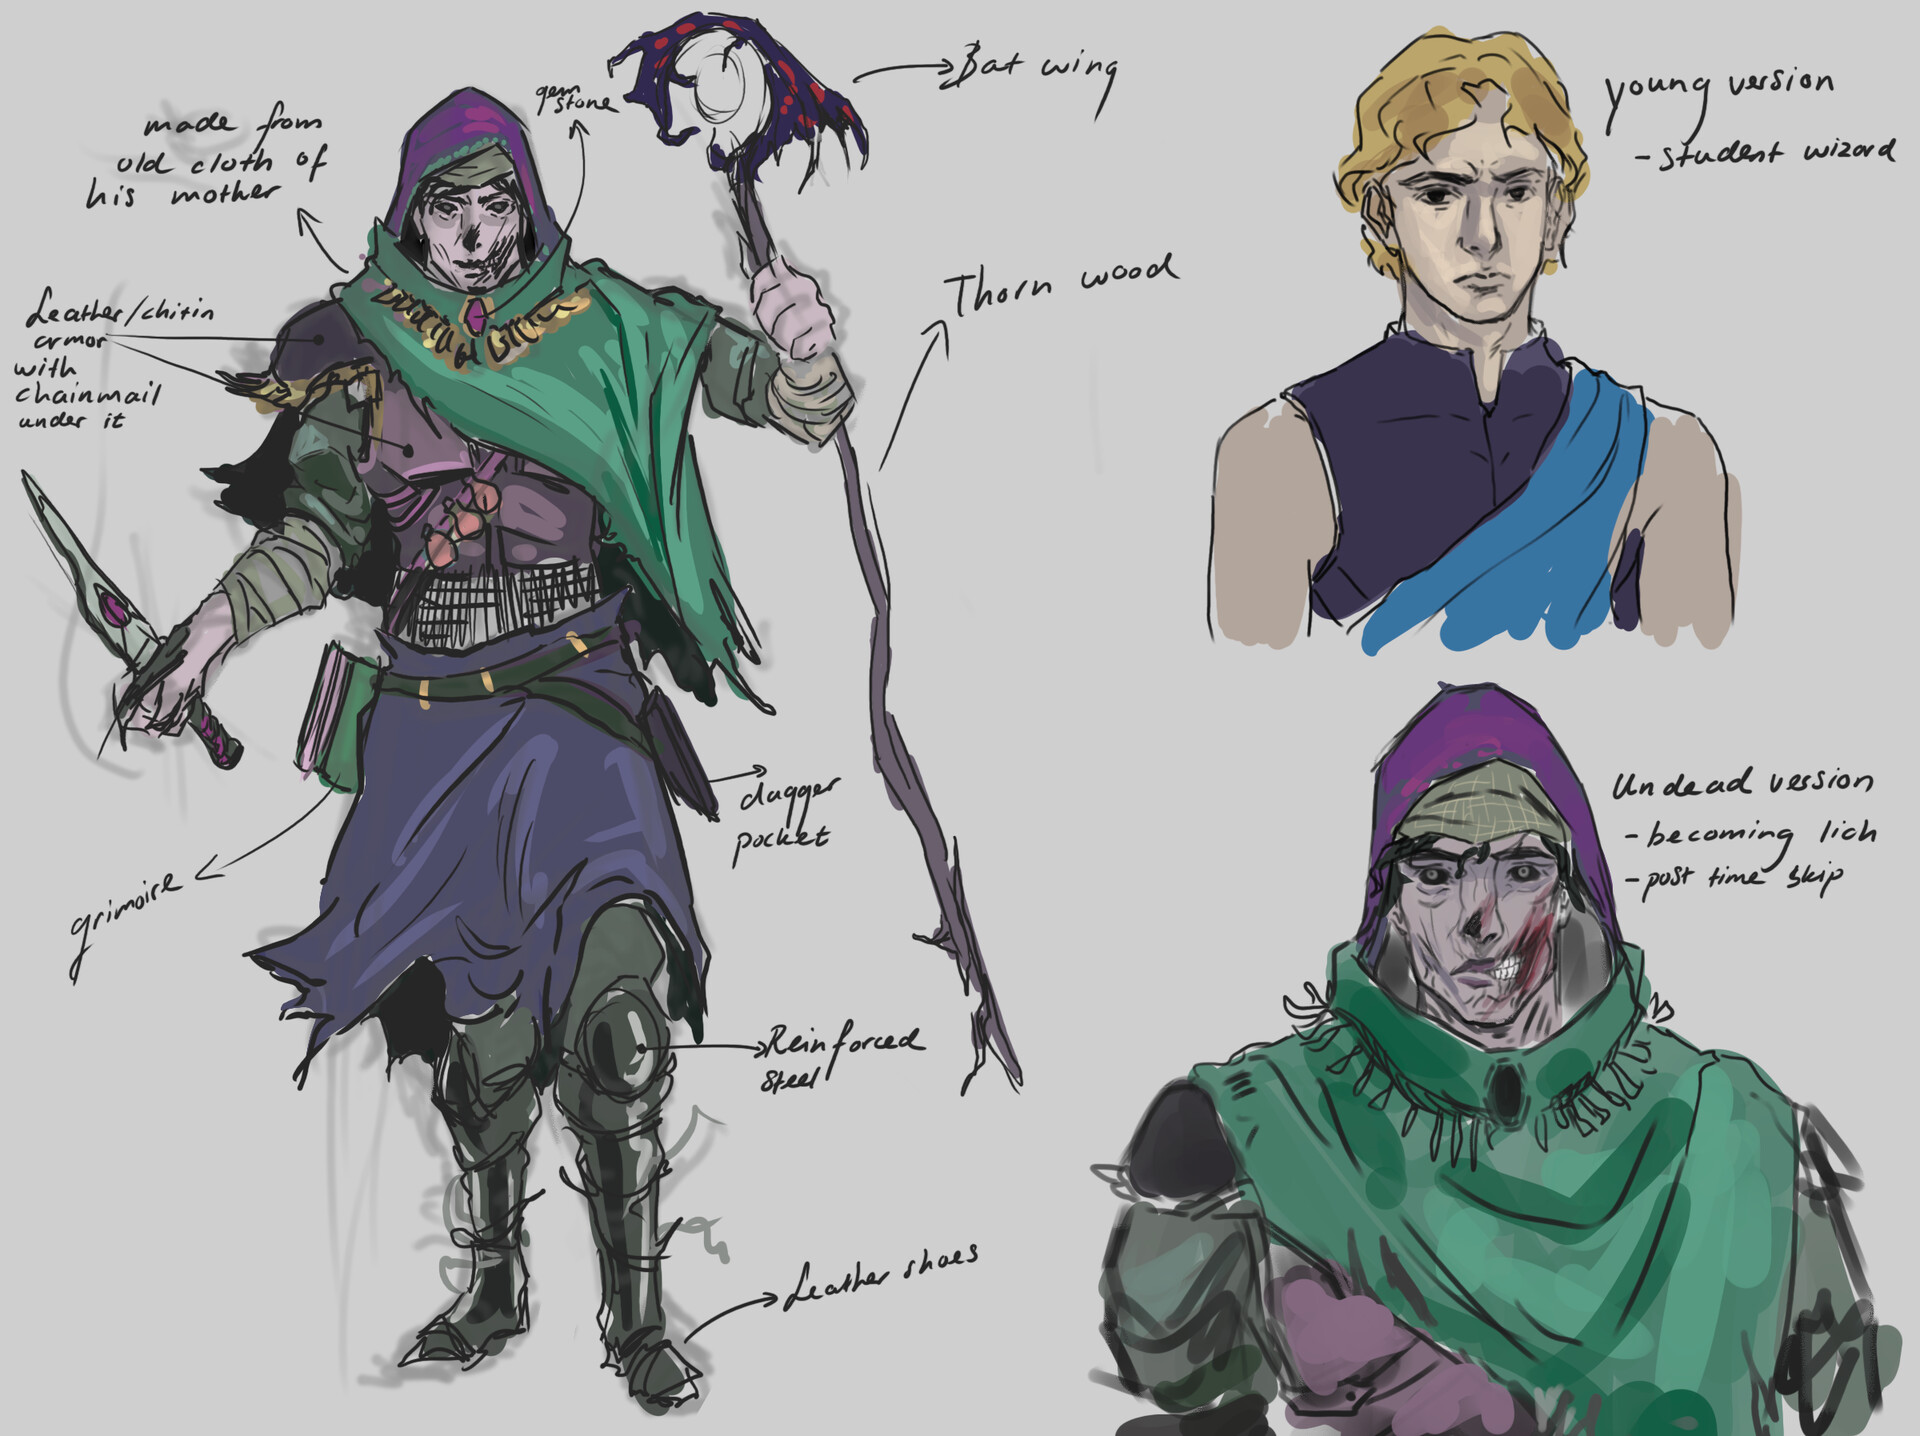 made from
old cloth of
his mother
gem
stone
Bat wing
Thorn wood
Leather/chitin
armor
with
chainmail
under it
dagger
pocket
grimoire
Reinforced
Steel
Leather shoes
young version
- student wizard
Undead version
- becoming lich
- post time skip